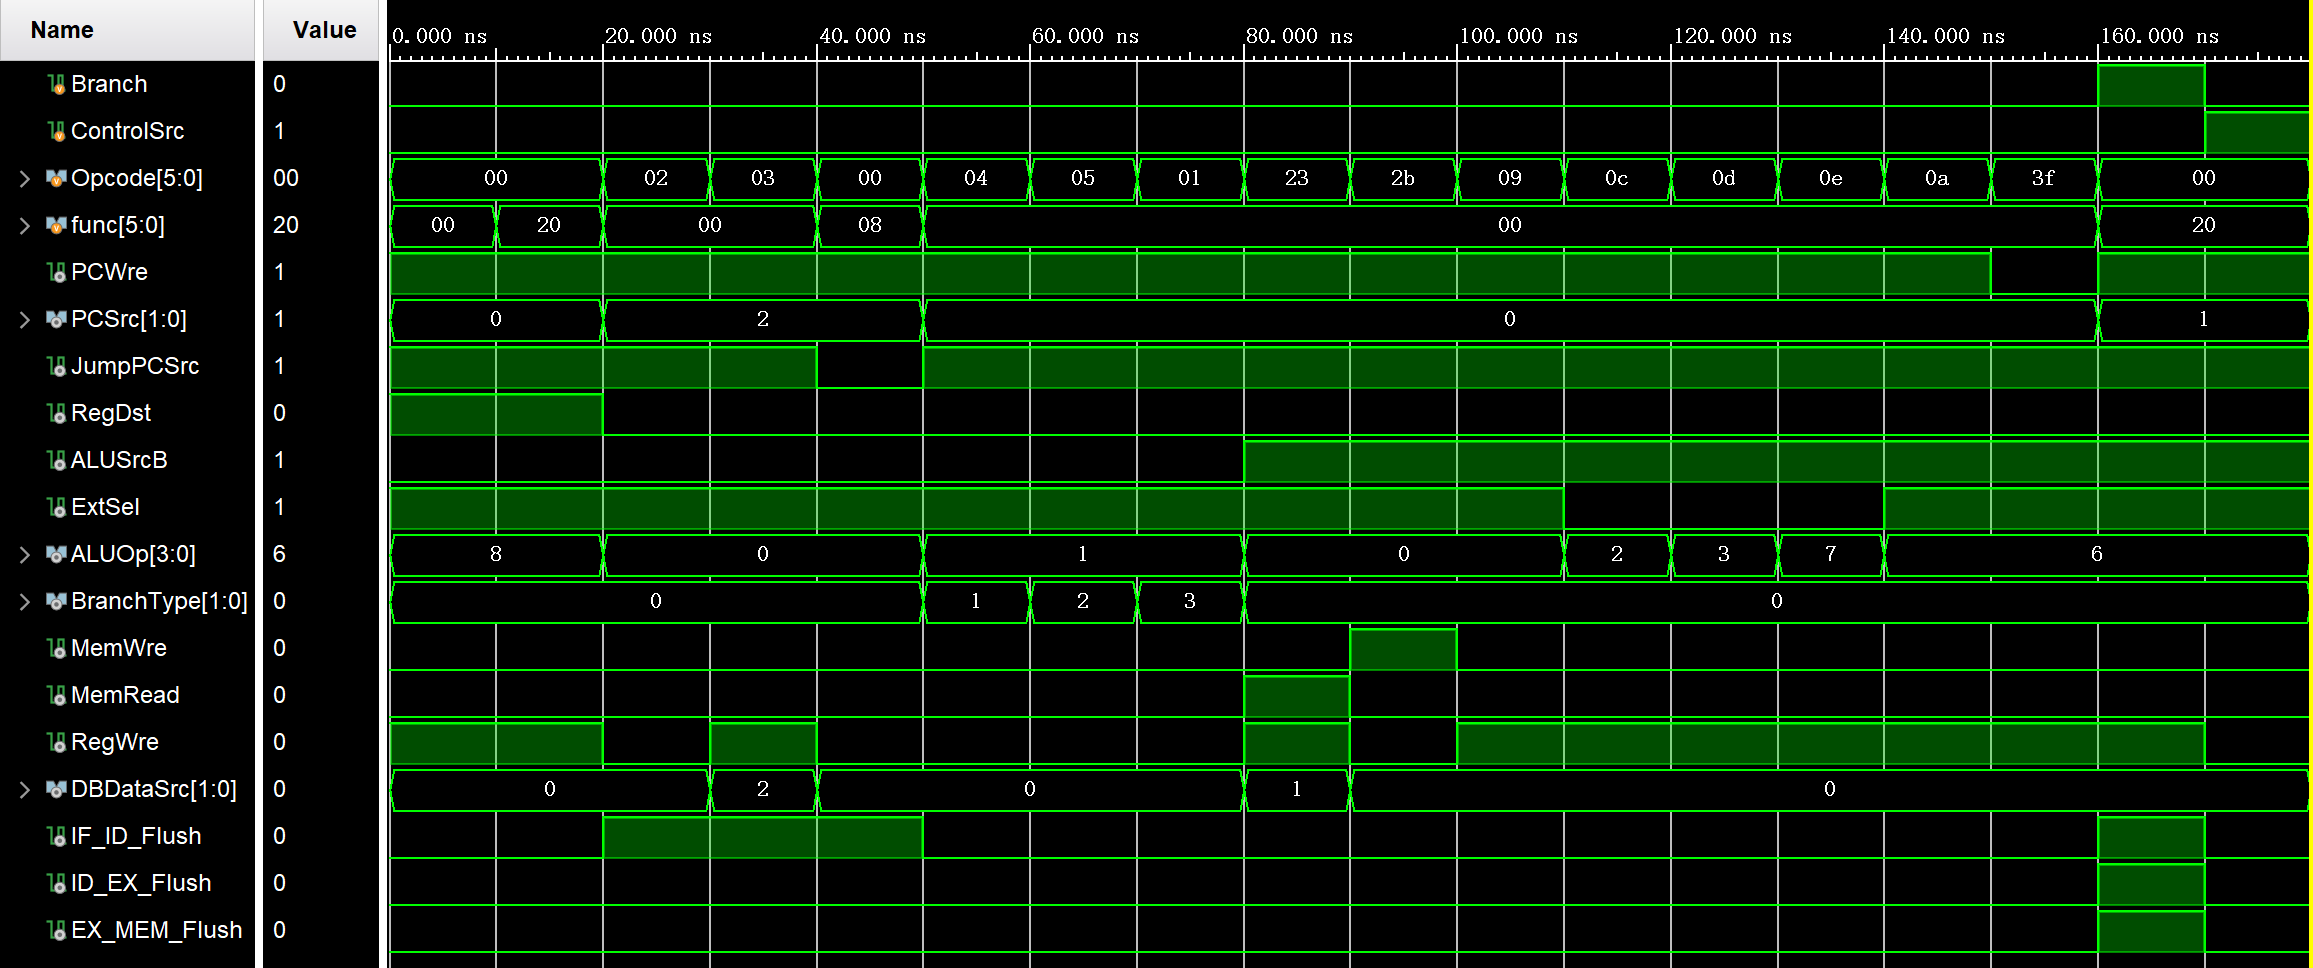 Name Value 0.000 ns 20.000 ns 40.000 ns 60.000 ns 80.000 ns 100.000 ns 120.000 ns 140.000 ns 160.000 ns
Branch 0
ControlSrc 1
Opcode[5:0] 00 00 02 03 00 04 05 01 23 2b 09 0c 0d 0e 0a 3f 00
func[5:0] 20 00 20 00 08 00 20
PCWre 1
PCSrc[1:0] 1 0 2 0 1
JumpPCSrc 1
RegDst 0
ALUSrcB 1
ExtSel 1
ALUOp[3:0] 6 8 0 1 0 2 3 7 6
BranchType[1:0] 0 0 1 2 3 0
MemWre 0
MemRead 0
RegWre 0
DBDataSrc[1:0] 0 0 2 0 1 0
IF_ID_Flush 0
ID_EX_Flush 0
EX_MEM_Flush 0